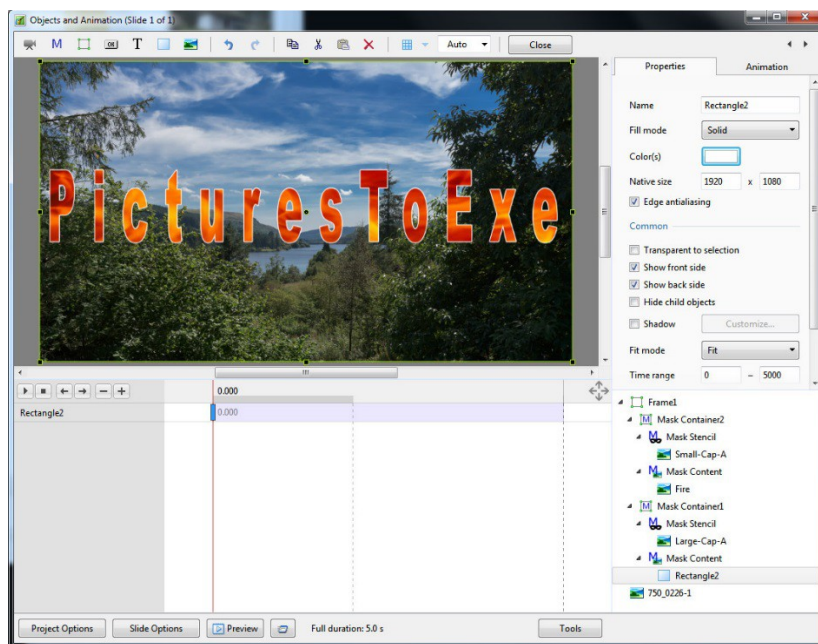 Objects and Animation (Slide 1 of 1)
M OK T Auto Close
PicturesToExe
Properties Animation
Name Rectangle2
Fill mode Solid
Color(s)
Native size 1920 x 1080
Edge antialiasing
Common
Transparent to selection
Show front side
Show back side
Hide child objects
Shadow Customize...
Fit mode Fit
Time range 0 – 5000
0.000
Rectangle2 0.000
Frame1
[M] Mask Container2
M Mask Stencil
Small-Cap-A
M Mask Content
Fire
[M] Mask Container1
M Mask Stencil
Large-Cap-A
M Mask Content
Rectangle2
750_0226-1
Project Options Slide Options Preview Full duration: 5.0 s Tools